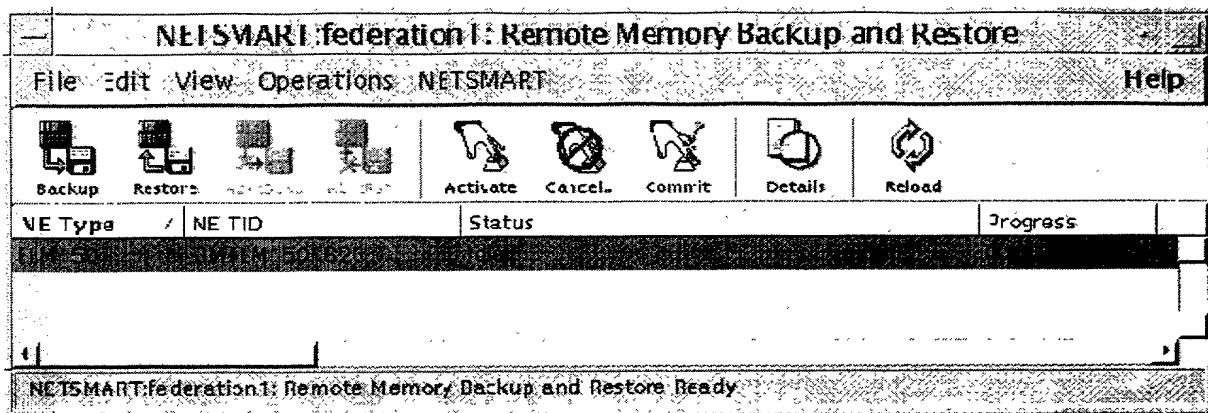 NETSMART:federation1: Remote Memory Backup and Restore
File Edit View Operations NETSMART Help
Backup Restore Activate Cancel.. Commit Details Reload
NE Type / NE TID Status Progress
NETSMART:federation1: Remote Memory Backup and Restore Ready